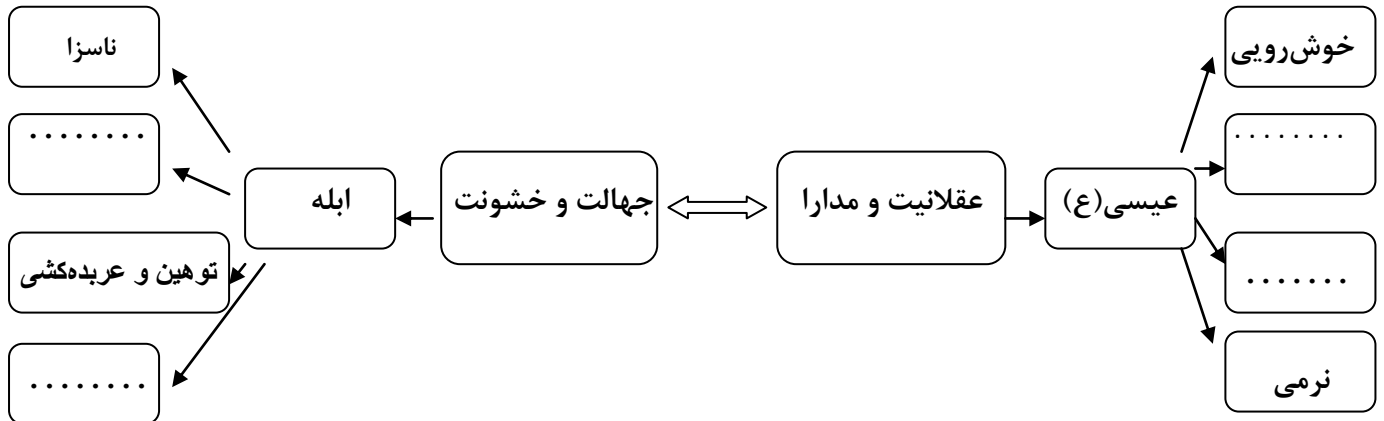 خوش‌رویی
........
.......
نرمی
عیسی(ع)
عقلانیت و مدارا
جهالت و خشونت
ابله
ناسزا
........
توهین و عربده‌کشی
........